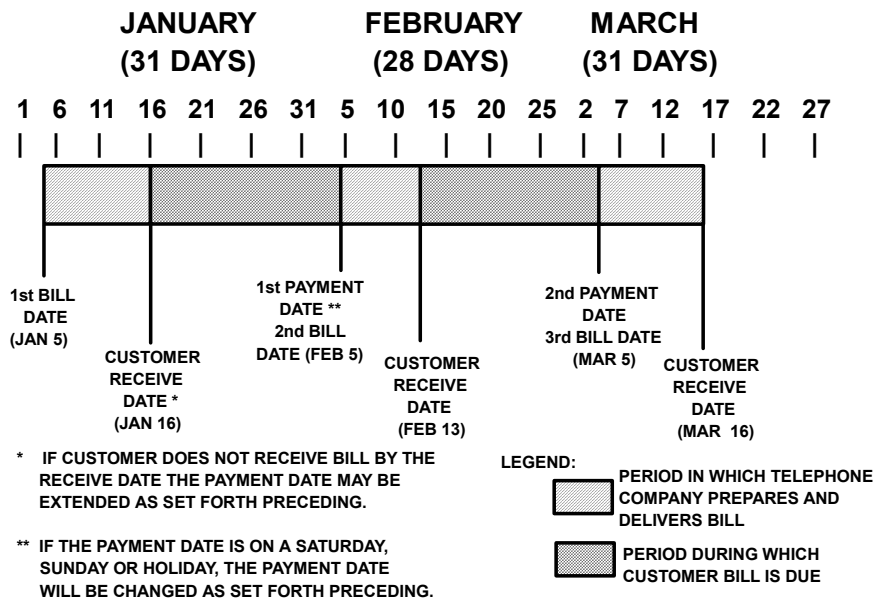 JANUARY FEBRUARY MARCH
(31 DAYS) (28 DAYS) (31 DAYS)
1 6 11 16 21 26 31 5 10 15 20 25 2 7 12 17 22 27
1st BILL
DATE
(JAN 5)
CUSTOMER
RECEIVE
DATE *
(JAN 16)
1st PAYMENT
DATE **
2nd BILL
DATE (FEB 5)
CUSTOMER
RECEIVE
DATE
(FEB 13)
2nd PAYMENT
DATE
3rd BILL DATE
(MAR 5)
CUSTOMER
RECEIVE
DATE
(MAR 16)
* IF CUSTOMER DOES NOT RECEIVE BILL BY THE
RECEIVE DATE THE PAYMENT DATE MAY BE
EXTENDED AS SET FORTH PRECEDING.
** IF THE PAYMENT DATE IS ON A SATURDAY,
SUNDAY OR HOLIDAY, THE PAYMENT DATE
WILL BE CHANGED AS SET FORTH PRECEDING.
LEGEND:
PERIOD IN WHICH TELEPHONE
COMPANY PREPARES AND
DELIVERS BILL
PERIOD DURING WHICH
CUSTOMER BILL IS DUE